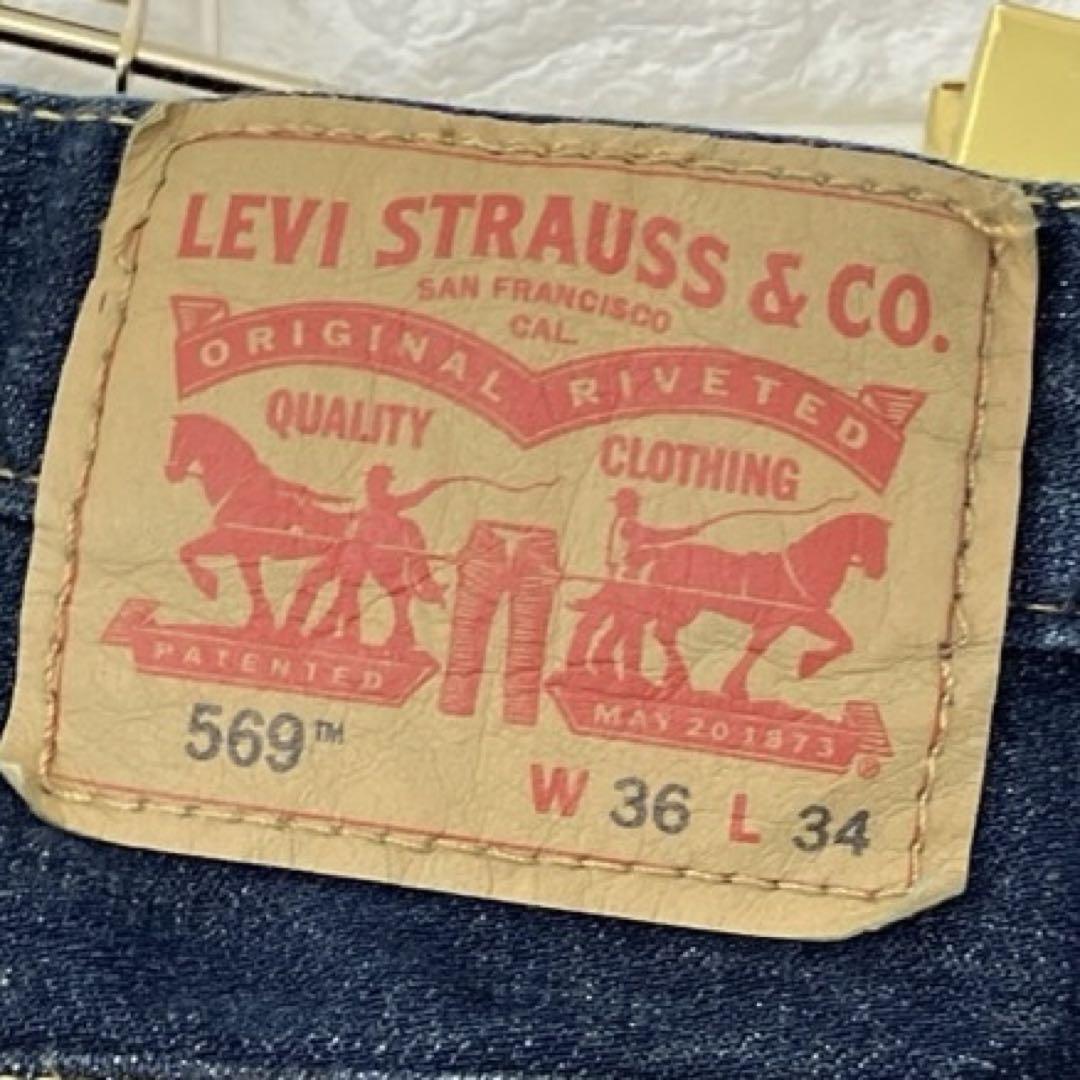 LEVI STRAUSS & CO.
SAN FRANCISCO
CAL.
ORIGINAL RIVETED
QUALITY CLOTHING
PATENTED
MAY 20 1873
®
569™
W 36 L 34